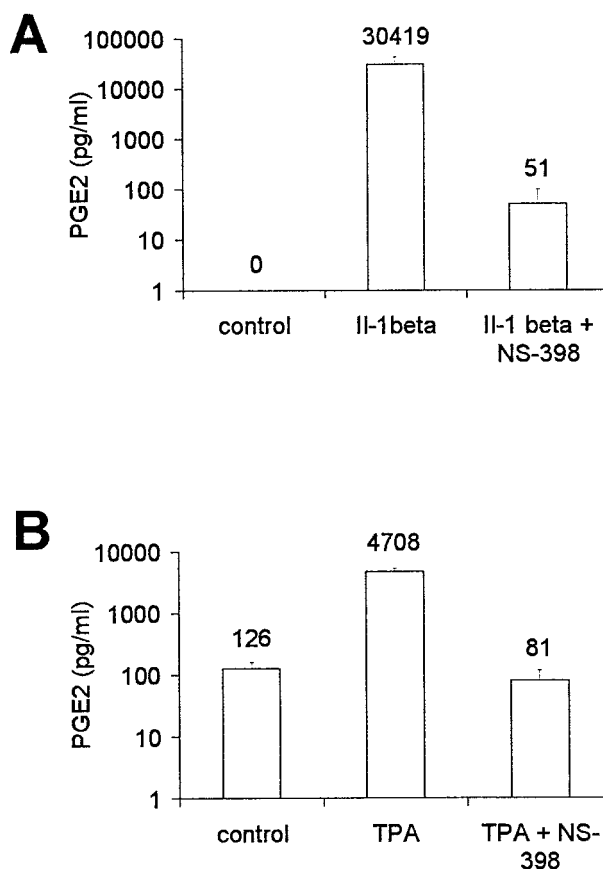 A
PGE2 (pg/ml)
100000
10000
1000
100
10
1
0
30419
51
control
Il-1beta
Il-1 beta +
NS-398
B
PGE2 (pg/ml)
10000
1000
100
10
1
126
4708
81
control
TPA
TPA + NS-
398